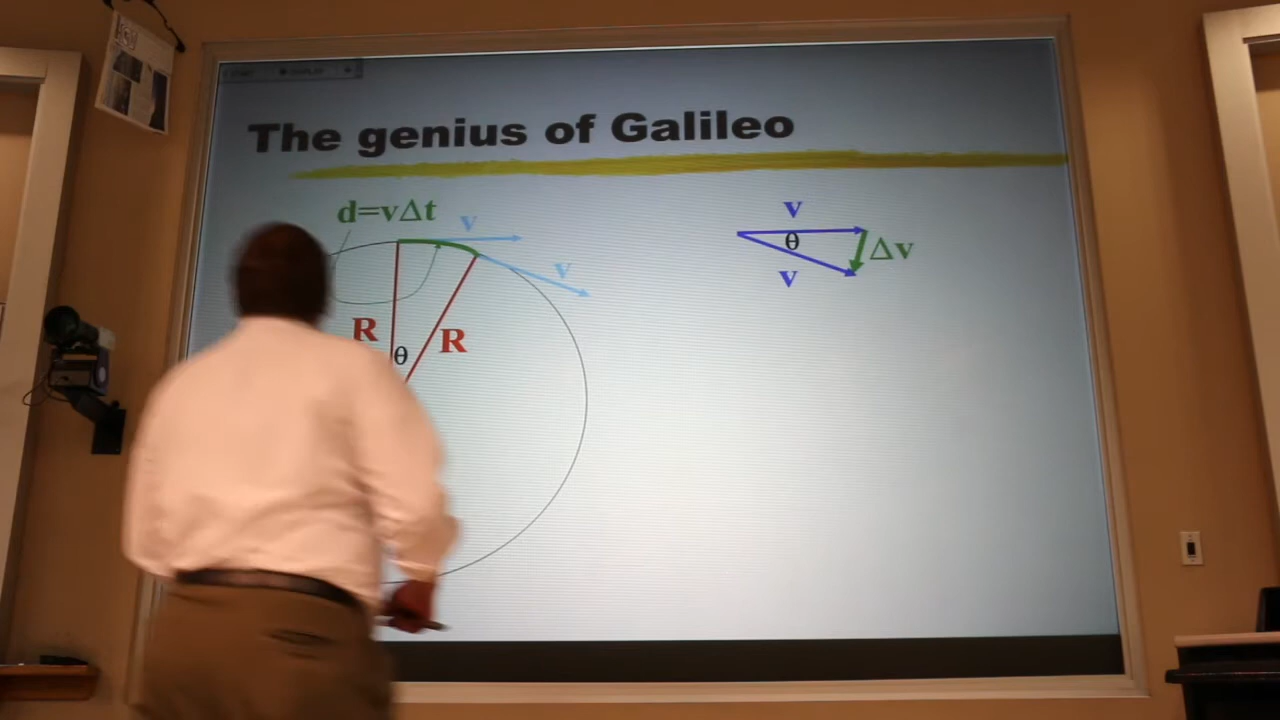 The genius of Galileo
d=vΔt
v
v
R
θ
R
v
θ
v
Δv